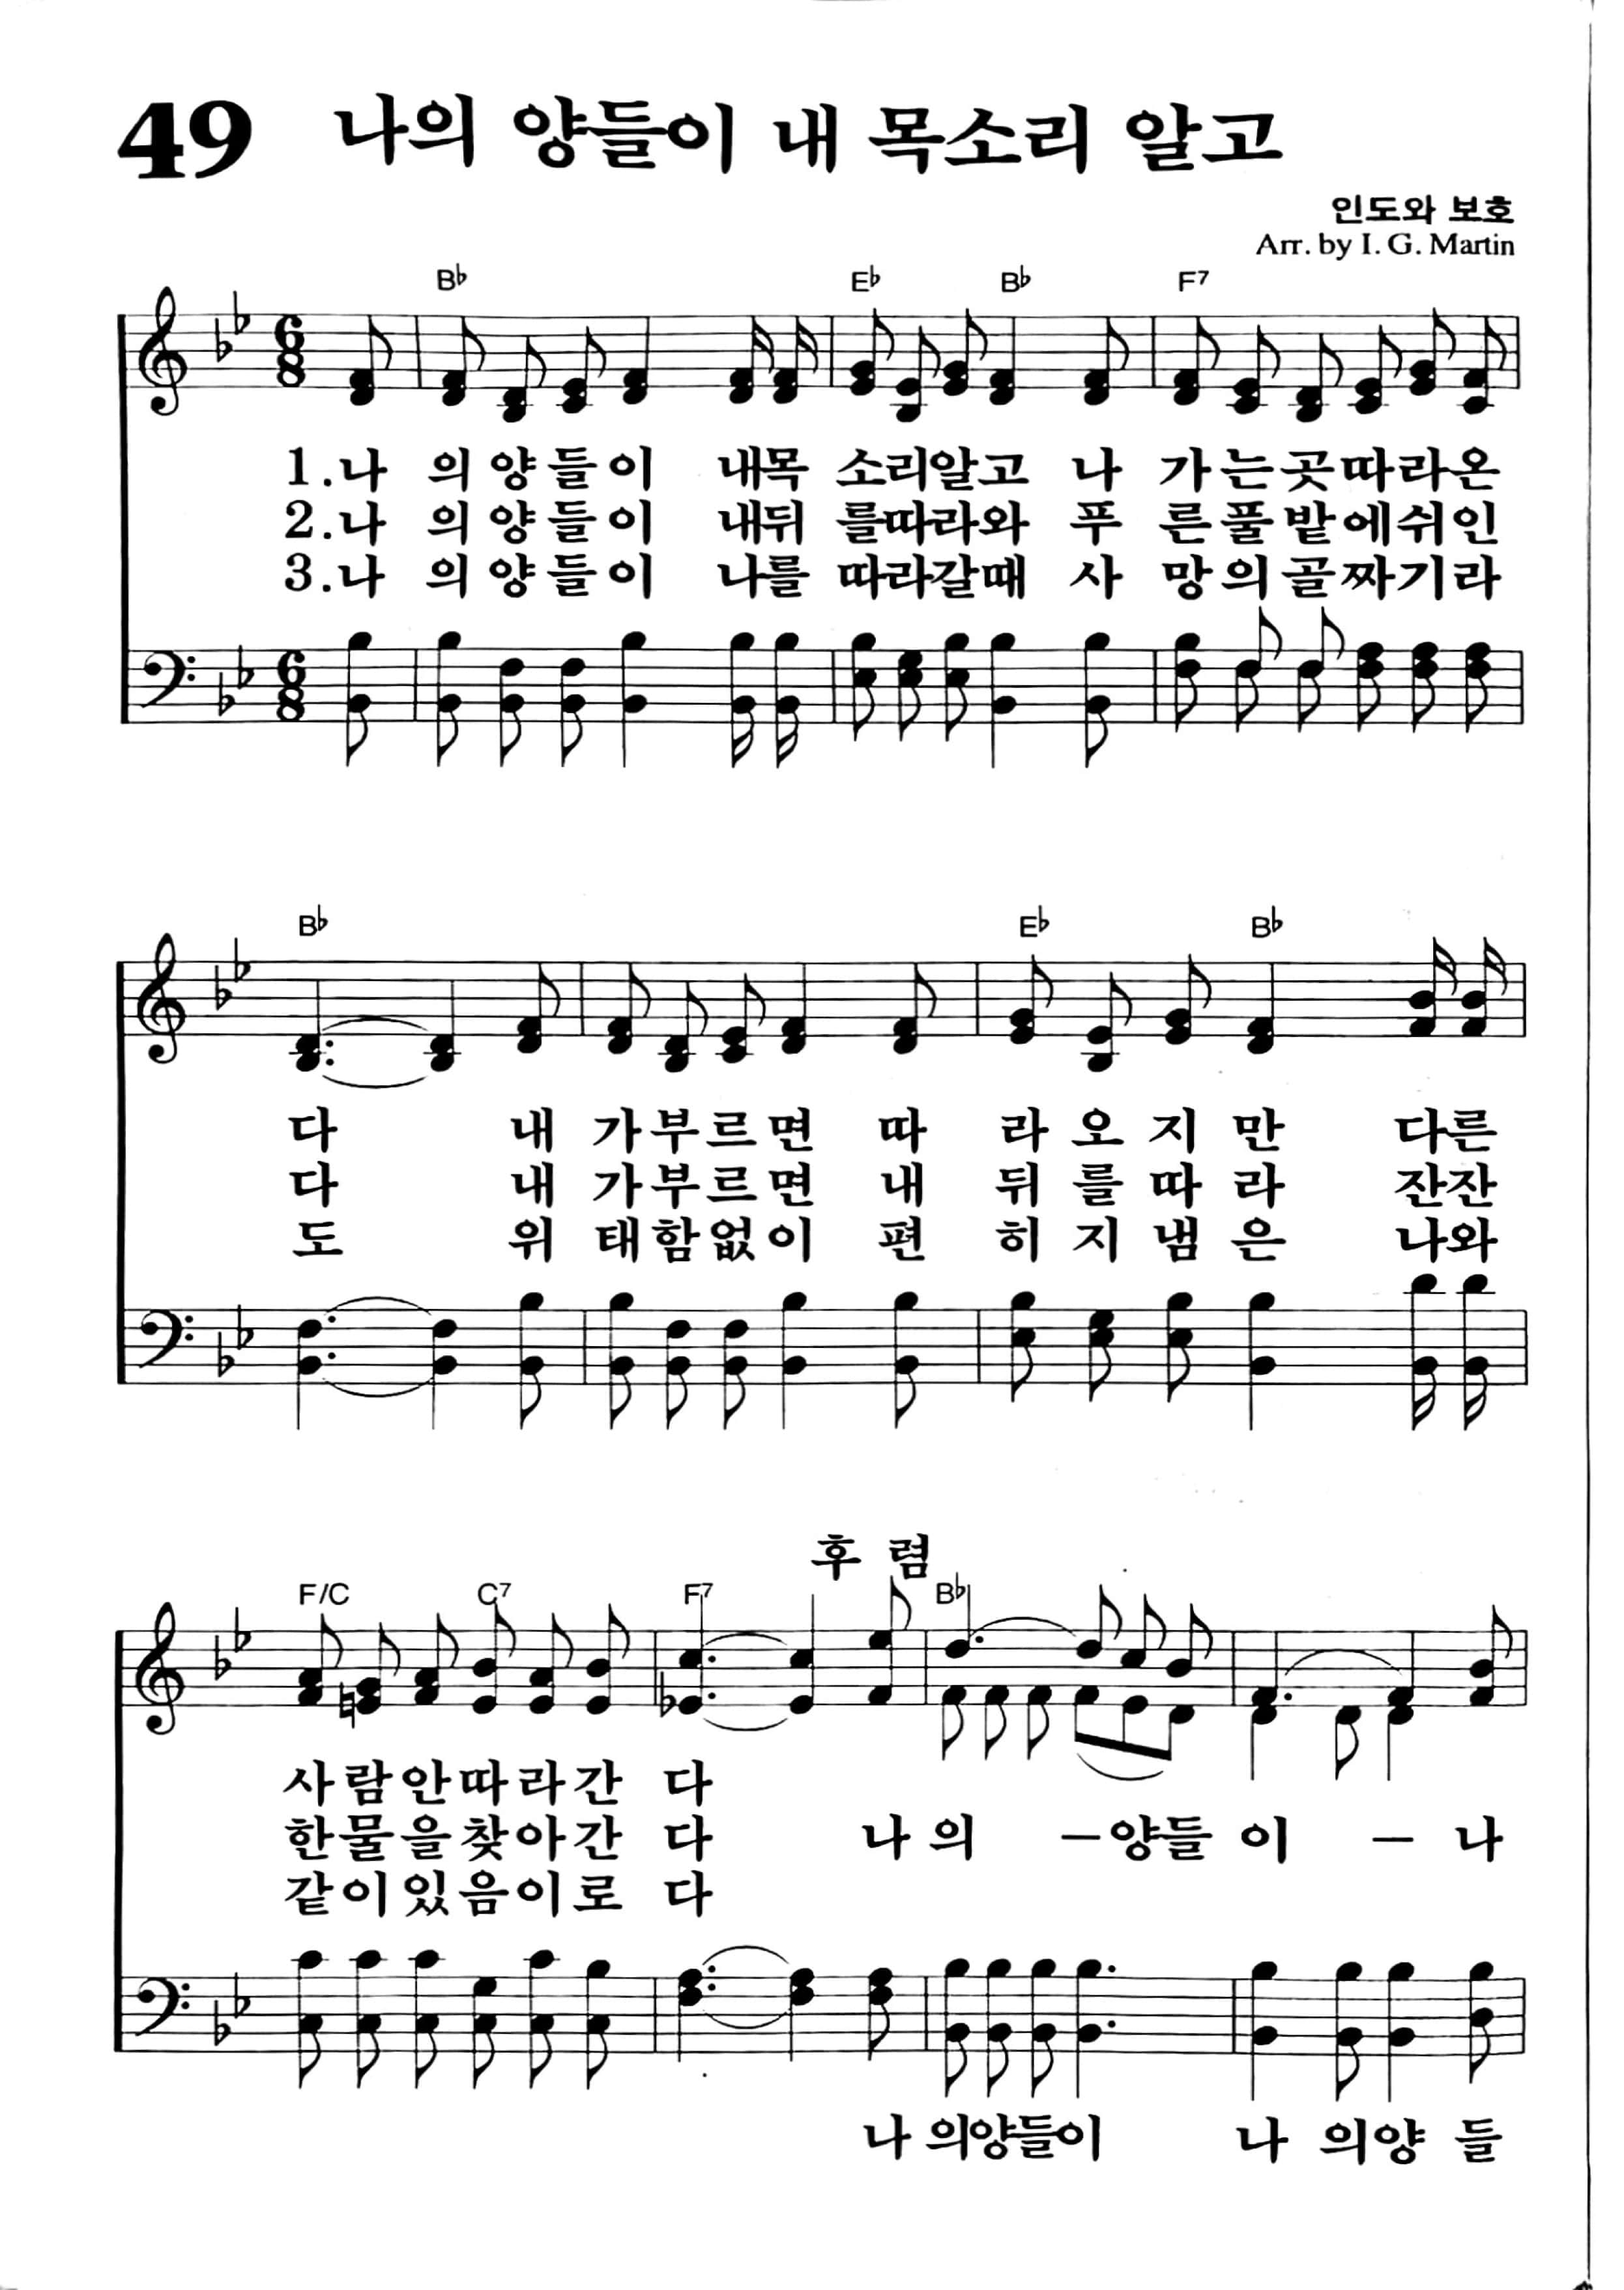 49 나의 양들이 내 목소리 알고
인도와 보호
Arr. by I. G. Martin
B♭ E♭ B♭ F7
6/8
1.나 의 양 들 이 내목 소리알고 나 가는곳따라온
2.나 의 양 들 이 내뒤 를따라와 푸 른풀밭에쉬인
3.나 의 양 들 이 나를 따라갈때 사 망의골짜기라
6/8
B♭ E♭ B♭
다 내 가부르면 따 라 오 지 만 다른
다 내 가부르면 내 뒤 를 따 라 잔잔
도 위 태함없이 편 히 지 냄 은 나와
후 렴
F/C C7 F7 B♭
사람안따라간 다
한물을찾아간 다 나 의 –양들 이 – 나
같이있음이로 다
나 의양들이 나 의양 들